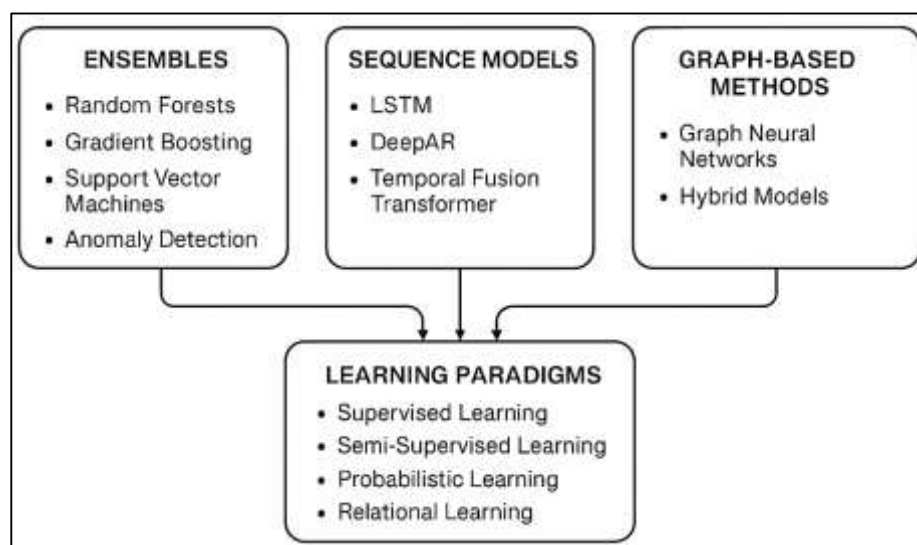 ENSEMBLES
• Random Forests
• Gradient Boosting
• Support Vector
Machines
• Anomaly Detection
SEQUENCE MODELS
• LSTM
• DeepAR
• Temporal Fusion
Transformer
GRAPH-BASED
METHODS
• Graph Neural
Networks
• Hybrid Models
LEARNING PARADIGMS
• Supervised Learning
• Semi-Supervised Learning
• Probabilistic Learning
• Relational Learning